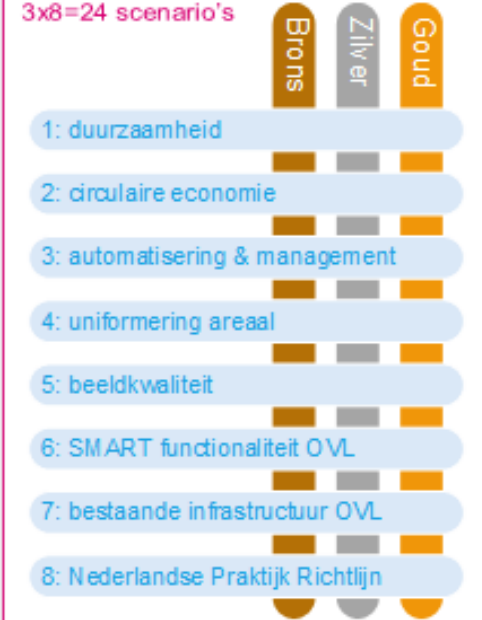 3x8=24 scenario's
Brons
Zilver
Goud
1: duurzaamheid
2: circulaire economie
3: automatisering & management
4: uniformering areaal
5: beeldkwaliteit
6: SMART functionaliteit OVL
7: bestaande infrastructuur OVL
8: Nederlandse Praktijk Richtlijn